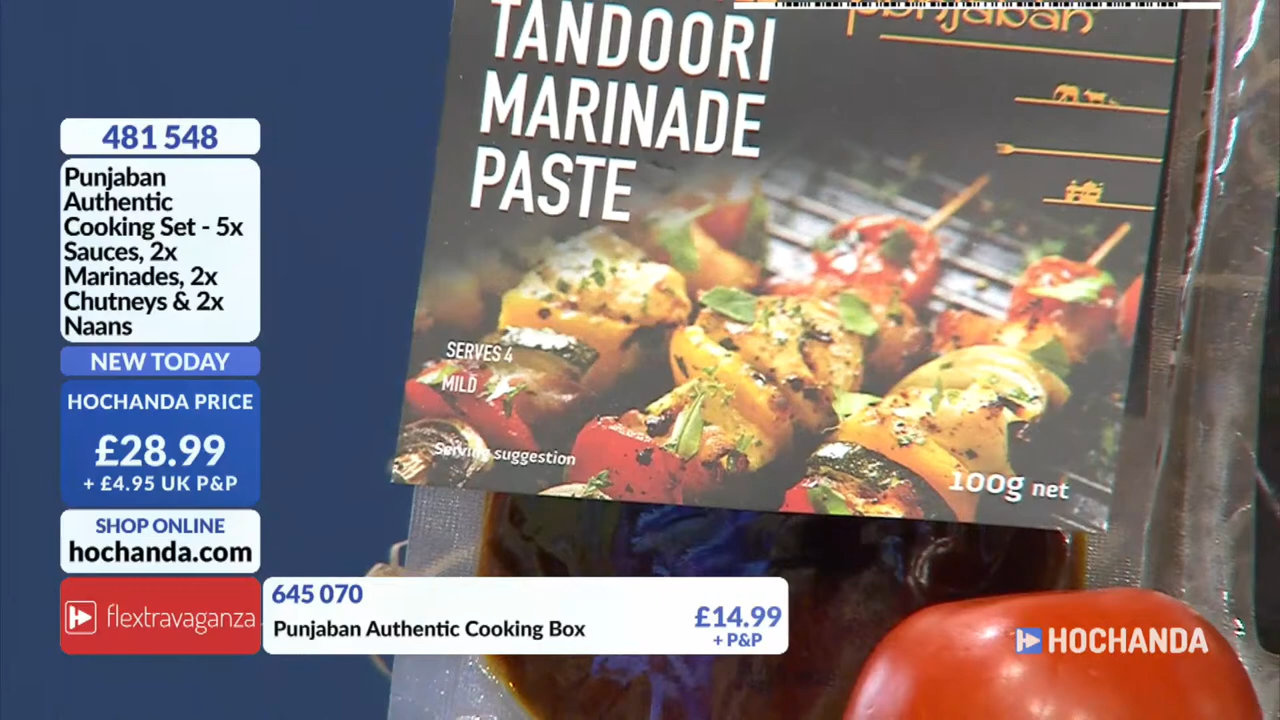 TANDOORI
MARINADE
PASTE
punjaban
SERVES 4
MILD
Serving suggestion
100g net
481 548
Punjaban
Authentic
Cooking Set - 5x
Sauces, 2x
Marinades, 2x
Chutneys & 2x
Naans
NEW TODAY
HOCHANDA PRICE
£28.99
+ £4.95 UK P&P
SHOP ONLINE
hochanda.com
flextravaganza
645 070
Punjaban Authentic Cooking Box
£14.99
+ P&P
HOCHANDA